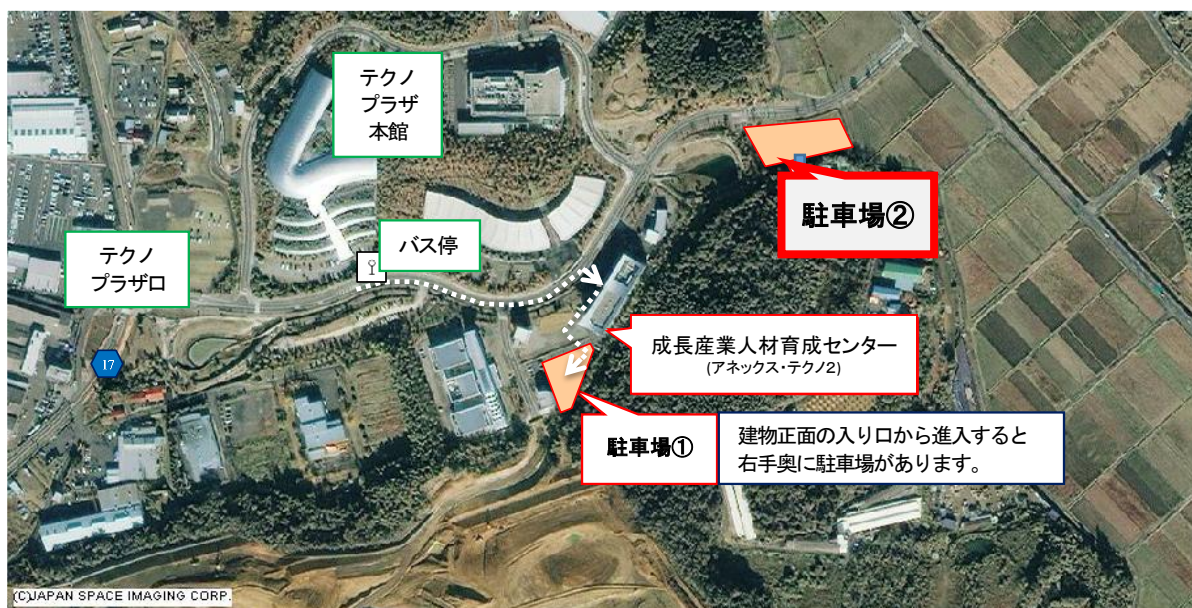 テクノ
プラザ
本館
駐車場②
バス停
テクノ
プラザ口
成長産業人材育成センター
(アネックス・テクノ2)
17
駐車場①
建物正面の入り口から進入すると
右手奥に駐車場があります。
(C)JAPAN SPACE IMAGING CORP.